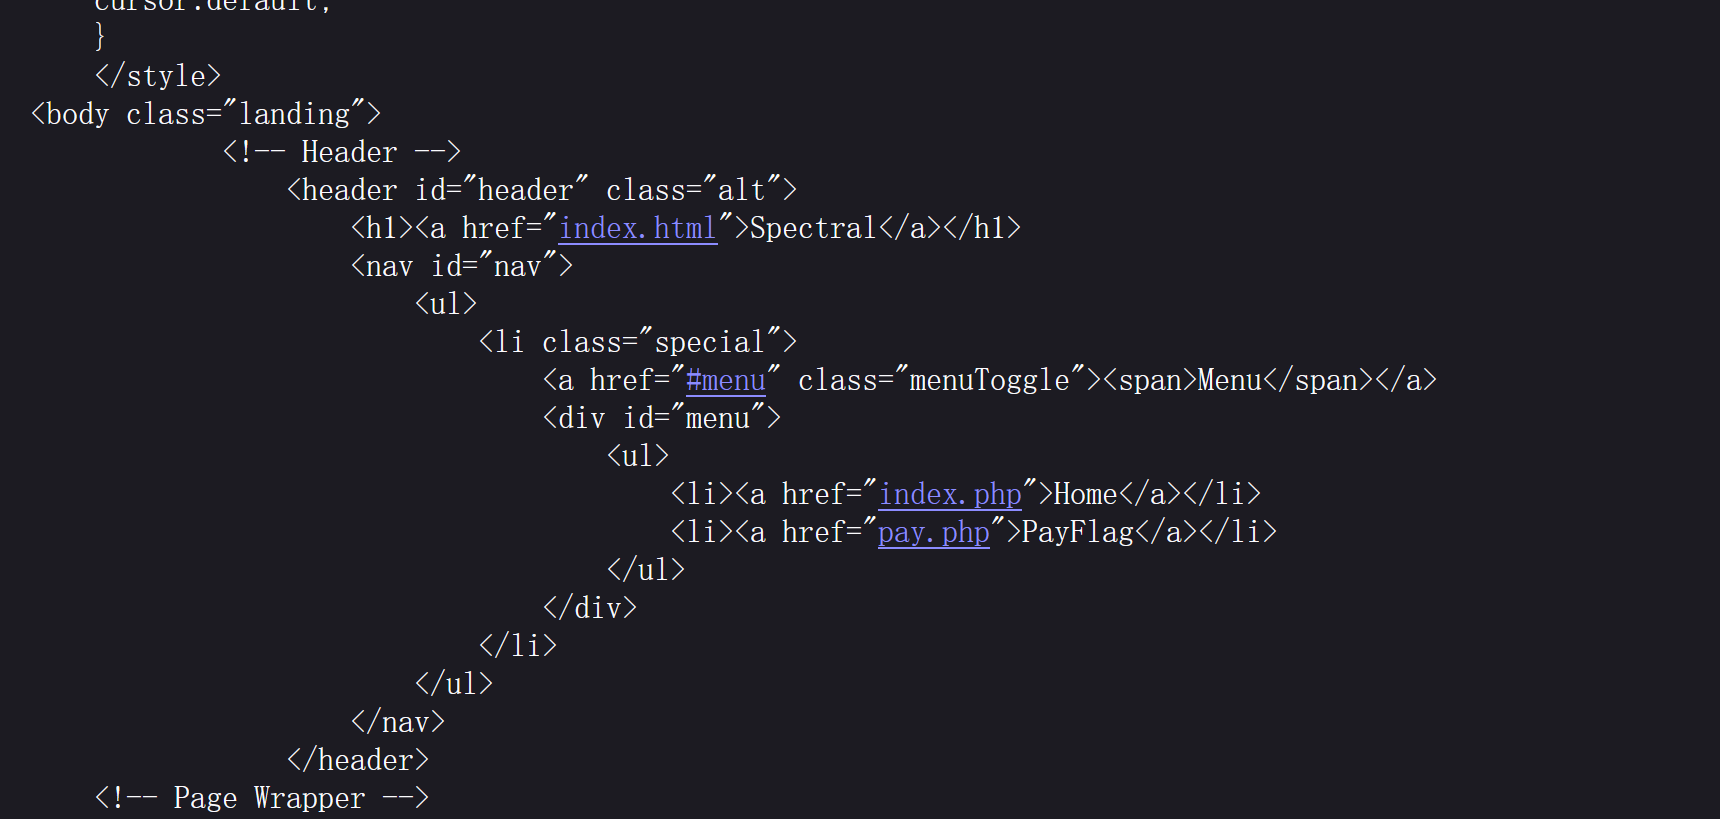 cursor:default;
}
</style>
<body class="landing">
<!-- Header -->
<header id="header" class="alt">
<h1><a href="index.html">Spectral</a></h1>
<nav id="nav">
<ul>
<li class="special">
<a href="#menu" class="menuToggle"><span>Menu</span></a>
<div id="menu">
<ul>
<li><a href="index.php">Home</a></li>
<li><a href="pay.php">PayFlag</a></li>
</ul>
</div>
</li>
</ul>
</nav>
</header>
<!-- Page Wrapper -->